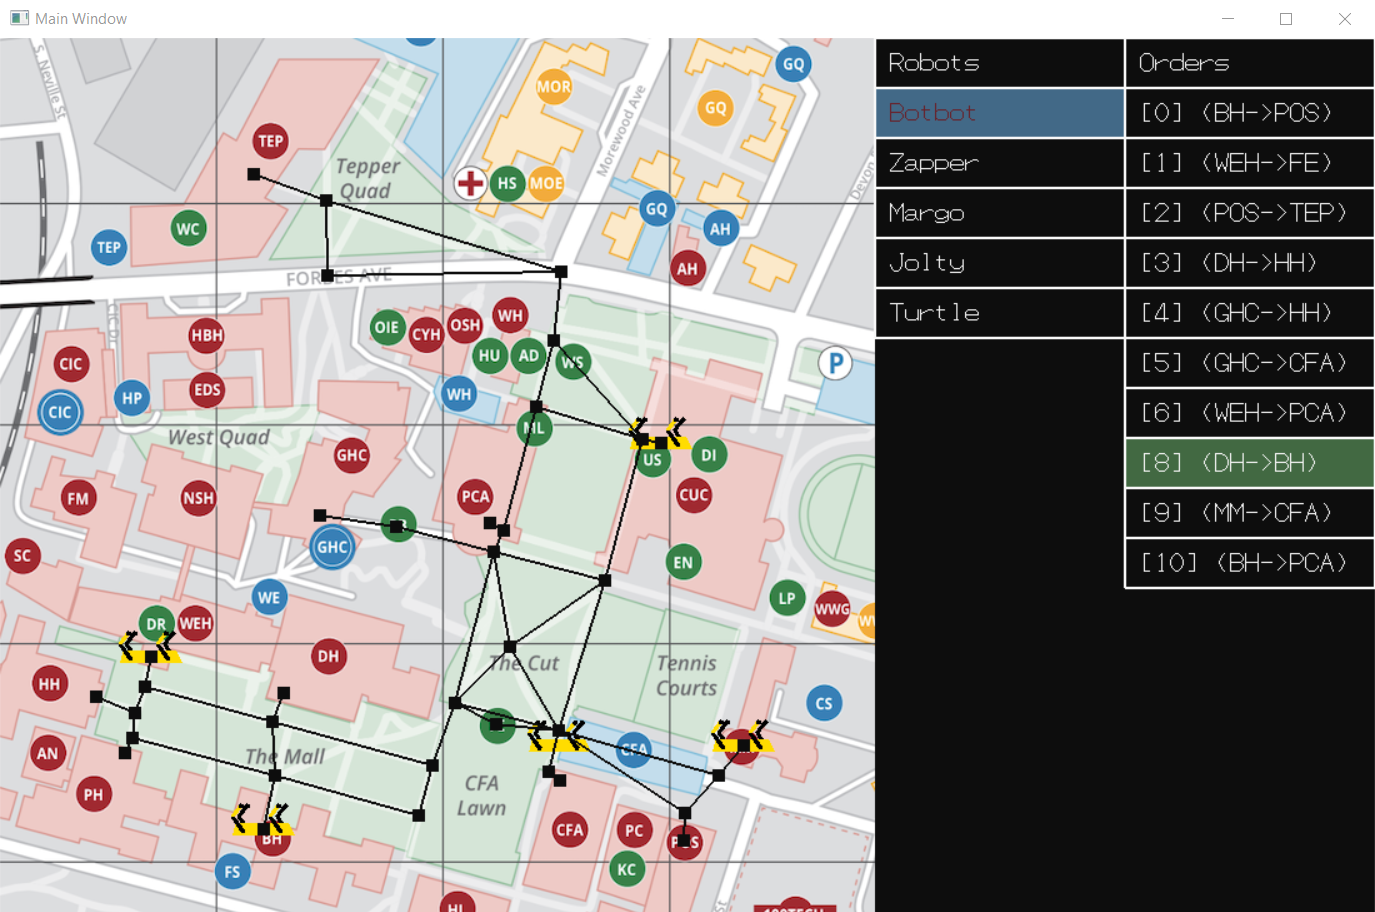 Main Window
S. Neville St
GQ
MOR
GQ
TEP
Tepper
Quad
Morewood Ave
HS
MOE
GQ
WC
AH
TEP
AH
FORBES AVE
OIE
CYH
OSH
WH
HBH
HU
AD
WS
CIC
EDS
WH
HP
CIC
P
ML
West Quad
GHC
US
DI
FM
NSH
PCA
CUC
GHC
SC
EN
WE
LP
WWG
DR
WEH
DH
The Cut
Tennis
Courts
HH
CS
AN
The Mall
CFA
CFA
Lawn
PH
CFA
PC
BH
FS
KC
Robots
Botbot
Zapper
Margo
Jolty
Turtle
Orders
[0] (BH->POS)
[1] (WEH->FE)
[2] (POS->TEP)
[3] (DH->HH)
[4] (GHC->HH)
[5] (GHC->CFA)
[6] (WEH->PCA)
[8] (DH->BH)
[9] (MM->CFA)
[10] (BH->PCA)